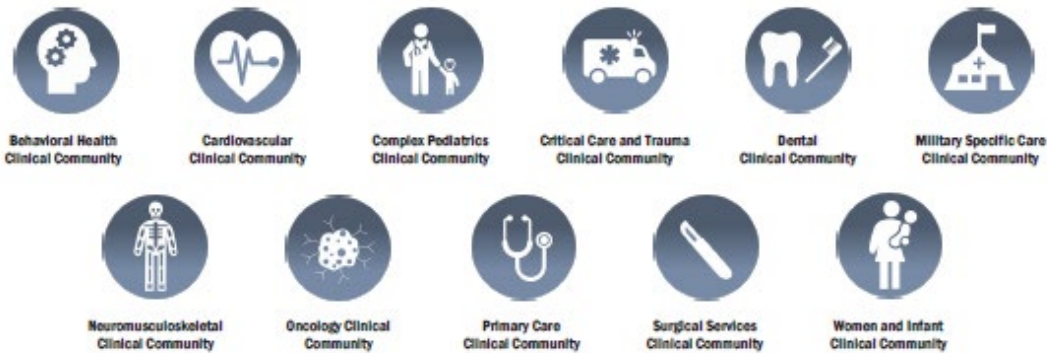 Behavioral Health
Clinical Community
Cardiovascular
Clinical Community
Complex Pediatrics
Clinical Community
Critical Care and Trauma
Clinical Community
Dental
Clinical Community
Military Specific Care
Clinical Community
Neuromusculoskeletal
Clinical Community
Oncology Clinical
Community
Primary Care
Clinical Community
Surgical Services
Clinical Community
Women and Infant
Clinical Community